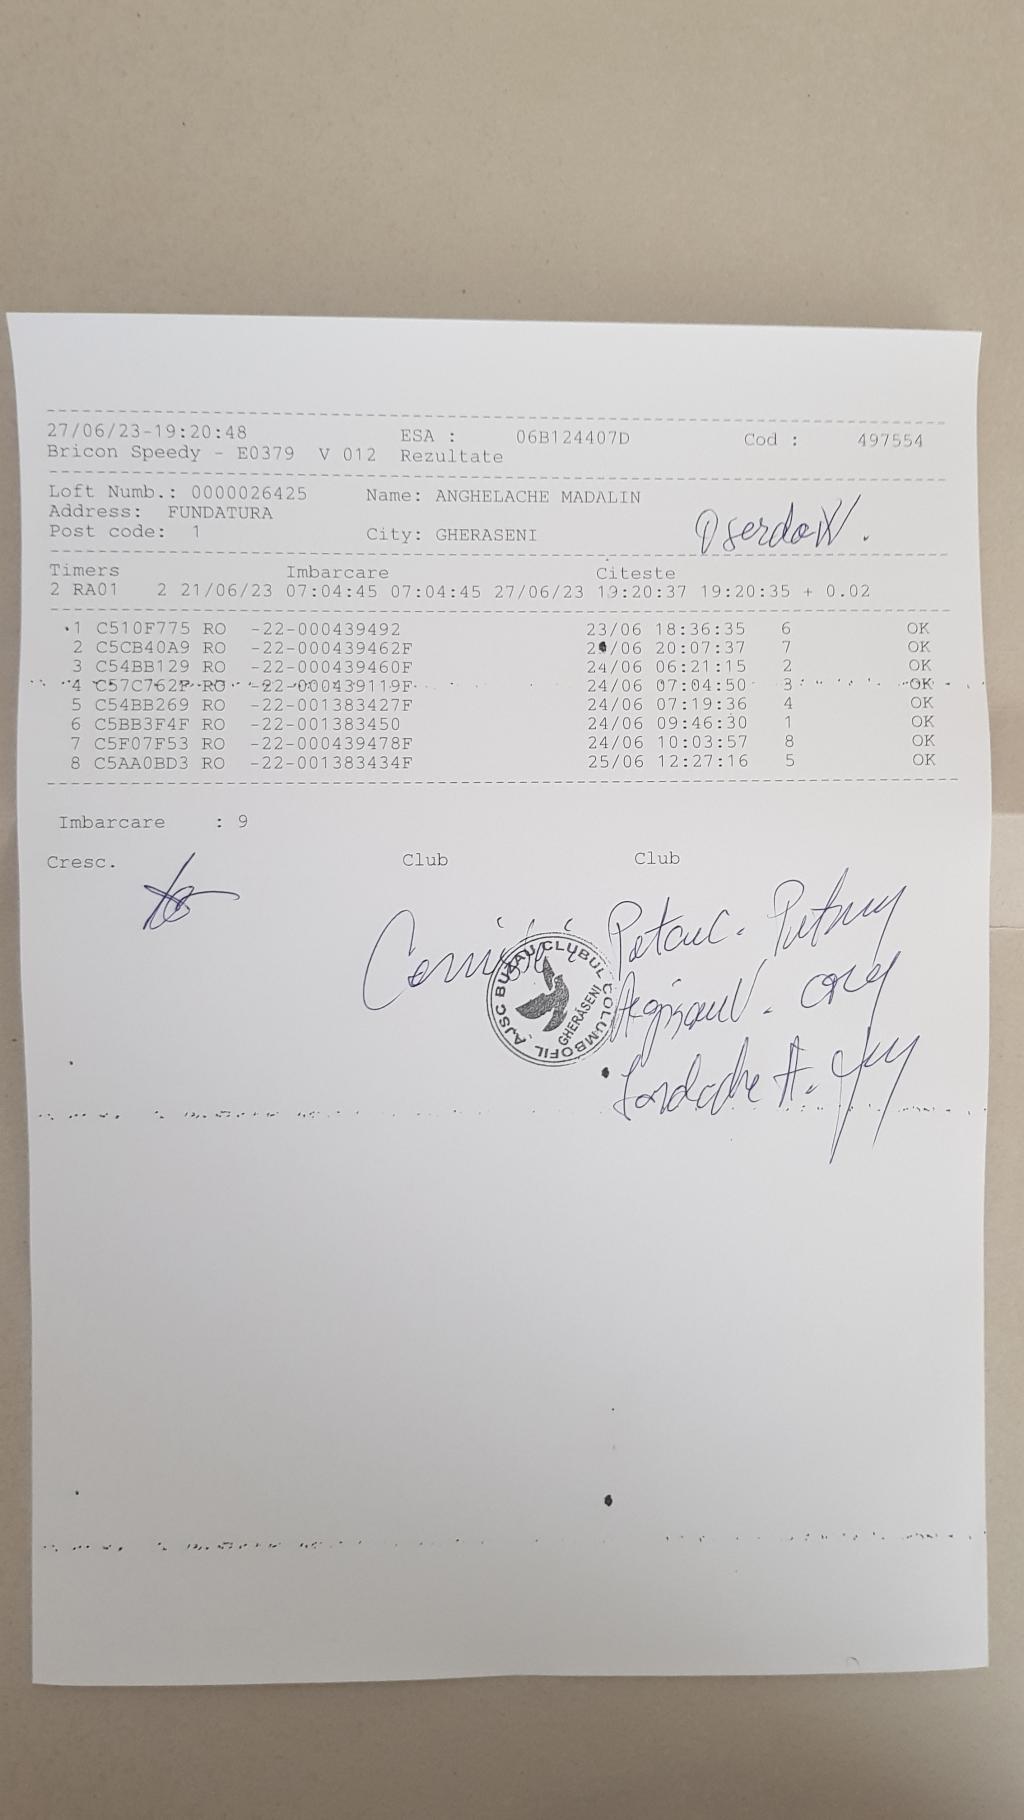 27/06/23-19:20:48 ESA : 06B124407D Cod : 497554
Bricon Speedy - E0379 V 012 Rezultate
Loft Numb.: 0000026425 Name: ANGHELACHE MADALIN
Address: FUNDATURA
Post code: 1 City: GHERASENI
Timers Imbarcare Citeste
2 RA01 2 21/06/23 07:04:45 07:04:45 27/06/23 19:20:37 19:20:35 + 0.02
1 C510F775 RO -22-000439492 23/06 18:36:35 6 OK
2 C5CB40A9 RO -22-000439462F /06 20:07:37 7 OK
3 C54BB129 RO -22-000439460F 24/06 06:21:15 2 OK
4 C57C762F RO -22-000439119F 24/06 07:04:50 3 OK
5 C54BB269 RO -22-001383427F 24/06 07:19:36 4 OK
6 C5BB3F4F RO -22-001383450 24/06 09:46:30 1 OK
7 C5F07F53 RO -22-000439478F 24/06 10:03:57 8 OK
8 C5AA0BD3 RO -22-001383434F 25/06 12:27:16 5 OK
Imbarcare : 9
Cresc. Club Club
AJSC BUZAU CLUBUL COLUMBOFIL
GHERĂSENI
Iordache A.